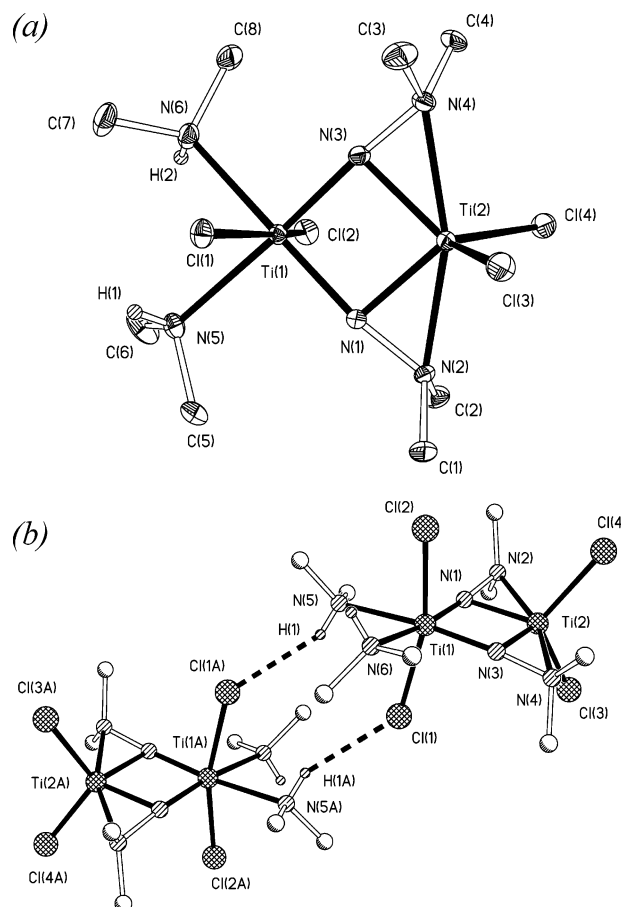 (a)
C(8)
C(3)
C(4)
N(6)
C(7)
N(4)
N(3)
H(2)
Ti(2)
Cl(4)
Cl(2)
Cl(1)
Ti(1)
Cl(3)
H(1)
N(5)
C(6)
N(1)
N(2)
C(2)
C(5)
C(1)
(b)
Cl(2)
Cl(4
N(2)
N(1)
N(5)
Ti(2)
H(1)
Ti(1)
N(3)
N(6)
Cl(1A)
N(4)
Cl(3A)
Cl(3)
Cl(1)
Ti(1A)
Ti(2A)
H(1A)
N(5A)
Cl(4A)
Cl(2A)